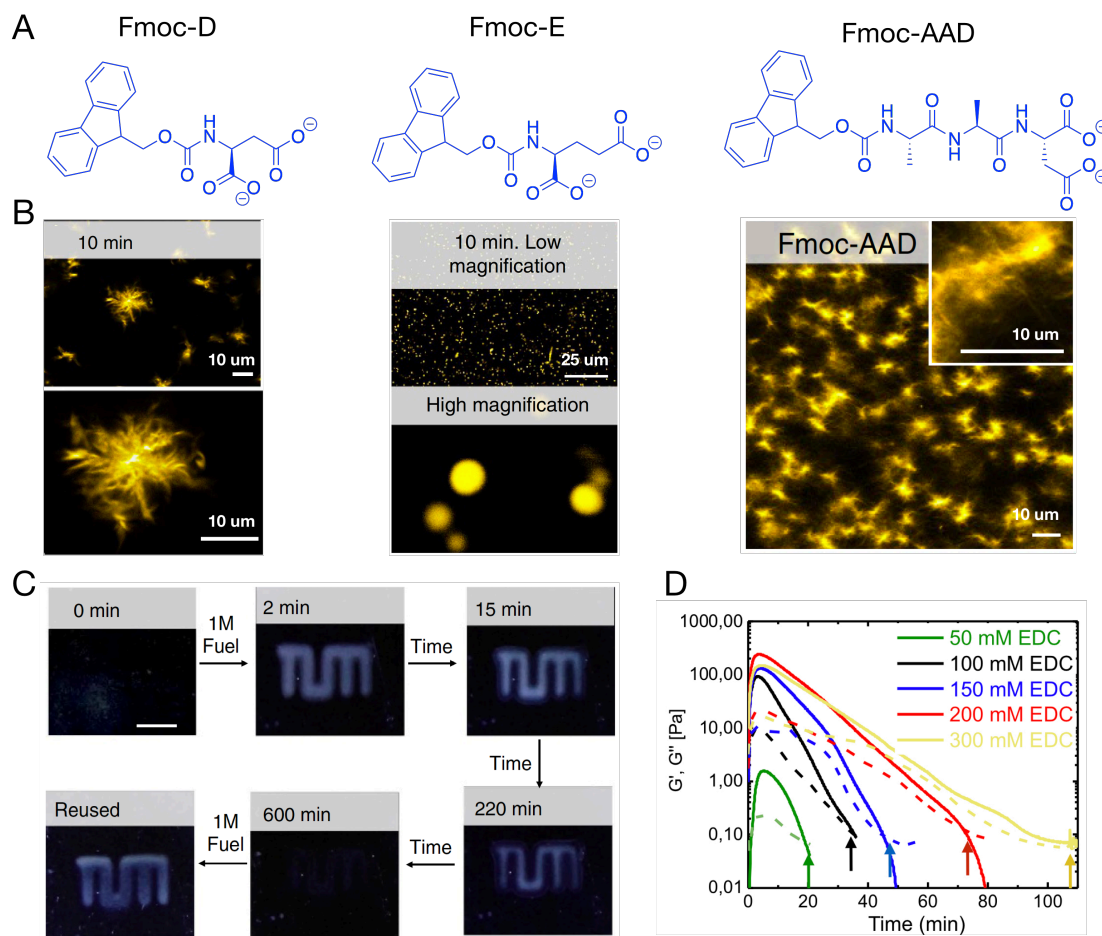 A
Fmoc-D
Fmoc-E
Fmoc-AAD
O
H
N
O
O
O
O
O
O
H
N
O
O
O
O
O
O
H
N
O
O
N
H
O
H
N
O
O
O
O
B
10 min
10 um
10 um
10 min. Low
magnification
25 um
High magnification
Fmoc-AAD
10 um
10 um
C
0 min
1M
Fuel
2 min
Time
15 min
Time
220 min
Time
600 min
1M
Fuel
Reused
D
G', G'' [Pa]
1000,00
100,00
10,00
1,00
0,10
0,01
50 mM EDC
100 mM EDC
150 mM EDC
200 mM EDC
300 mM EDC
0
20
40
60
80
100
Time (min)